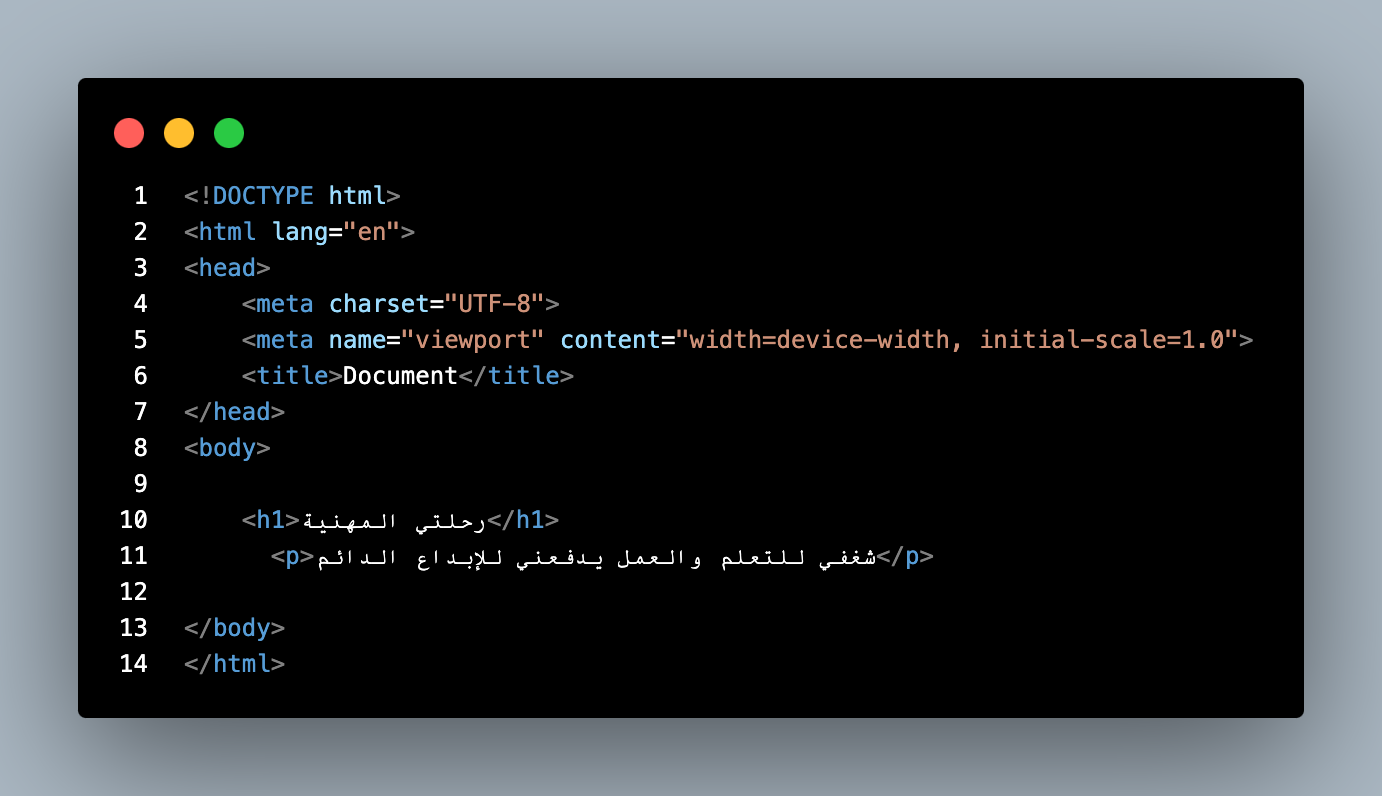 1 <!DOCTYPE html>
2 <html lang="en">
3 <head>
4     <meta charset="UTF-8">
5     <meta name="viewport" content="width=device-width, initial-scale=1.0">
6     <title>Document</title>
7 </head>
8 <body>
9
10     <h1>رحلتي المهنية</h1>
11       <p>شغفي للتعلم والعمل يدفعني للإبداع الدائم</p>
12
13 </body>
14 </html>